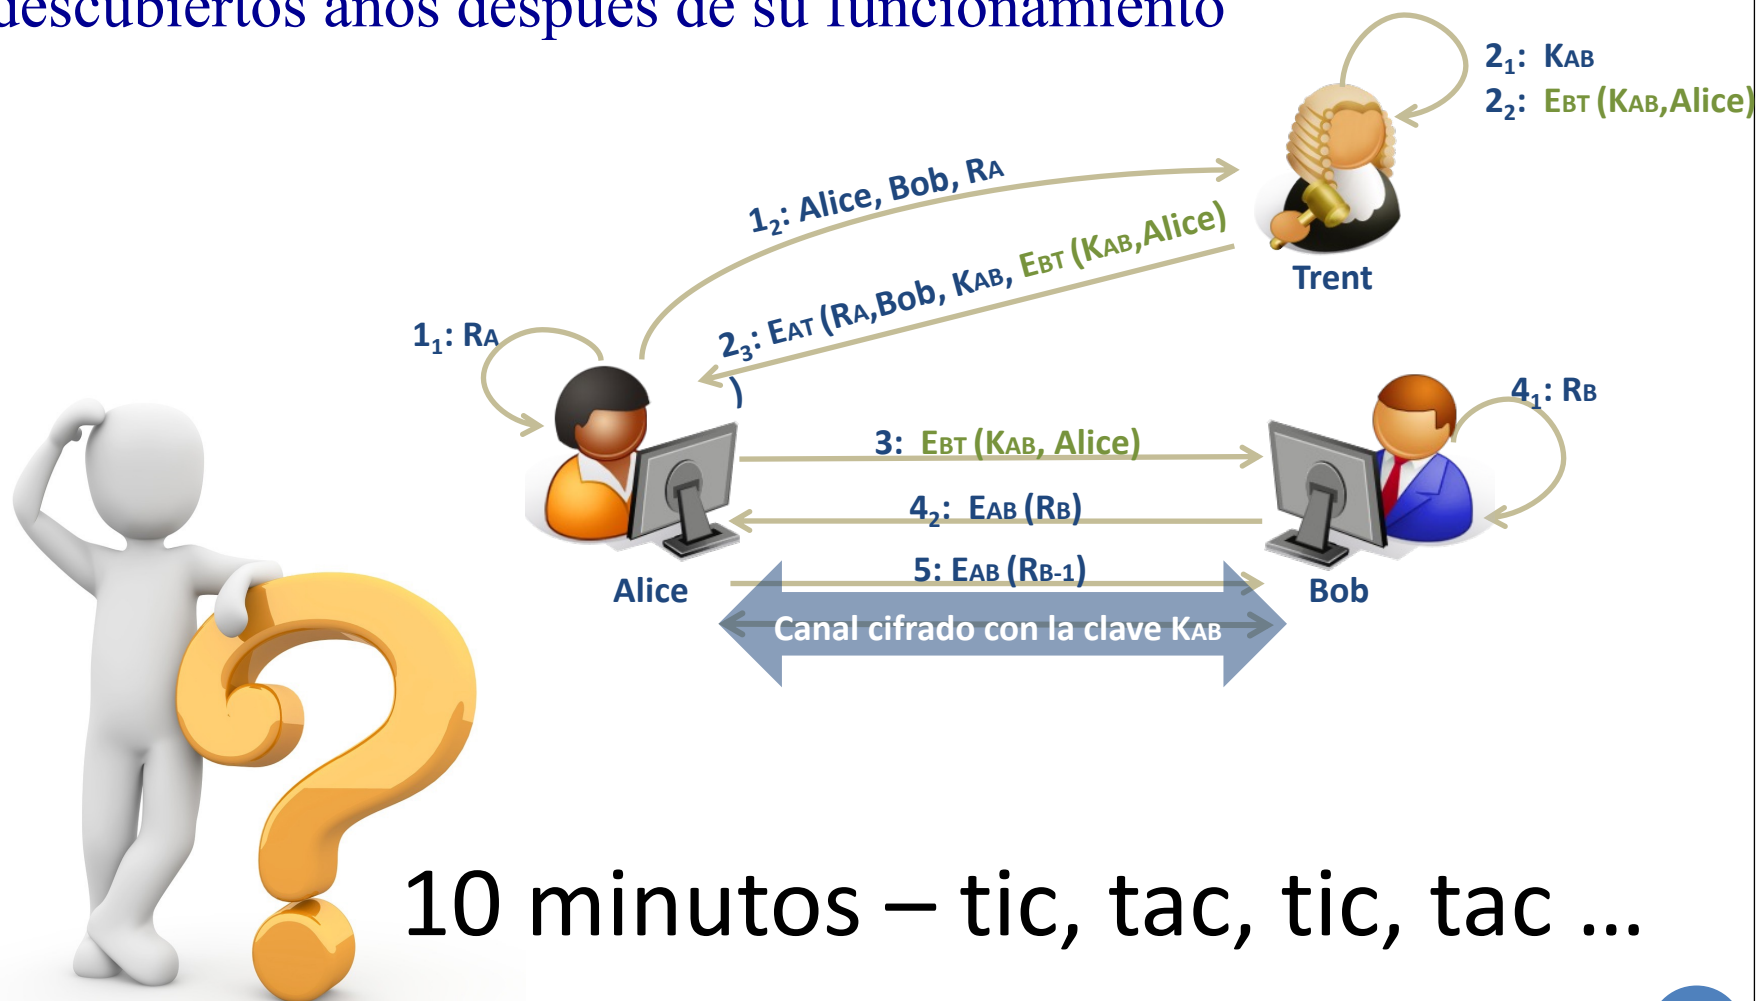 descubiertos años después de su funcionamiento
2₁: KAB
2₂: EBT (KAB,Alice)
1₂: Alice, Bob, RA
2₃: EAT (RA,Bob, KAB, EBT (KAB,Alice)
)
Trent
1₁: RA
4₁: RB
3: EBT (KAB, Alice)
4₂: EAB (RB)
5: EAB (RB-1)
Alice
Bob
Canal cifrado con la clave KAB
10 minutos – tic, tac, tic, tac ...